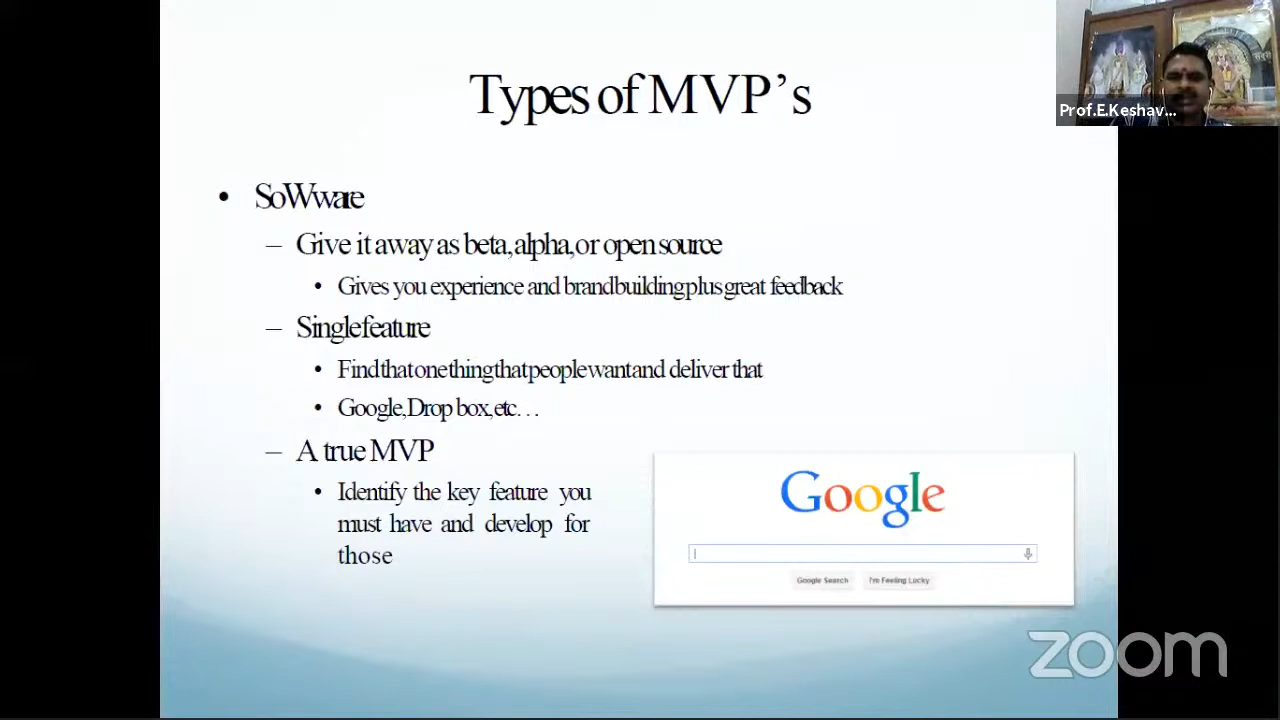 Types of MVP's
Prof.E.Keshav...
• SoWware
– Give it away as beta, alpha, or open source
• Gives you experience and brand building plus great feedback
– Single feature
• Find that one thing that people want and deliver that
• Google, Drop box, etc…
– A true MVP
• Identify the key feature you
must have and develop for
those
Google
Google Search I'm Feeling Lucky
zoom